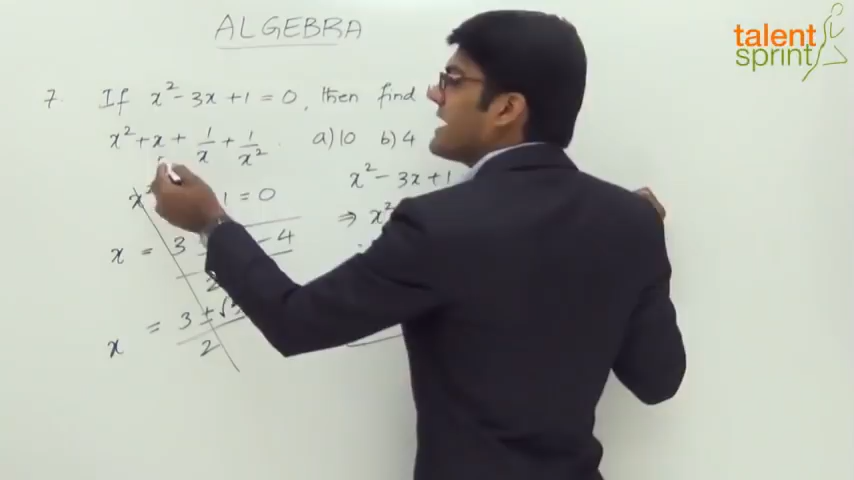 ALGEBRA
talent
sprint
7. If x² - 3x + 1 = 0, then find
x² + x + 1/x + 1/x² . a) 10 b) 4
x² - 3x + 1
1 = 0
⇒ x²
x = 3 - 4
2
x = 3 + √
2